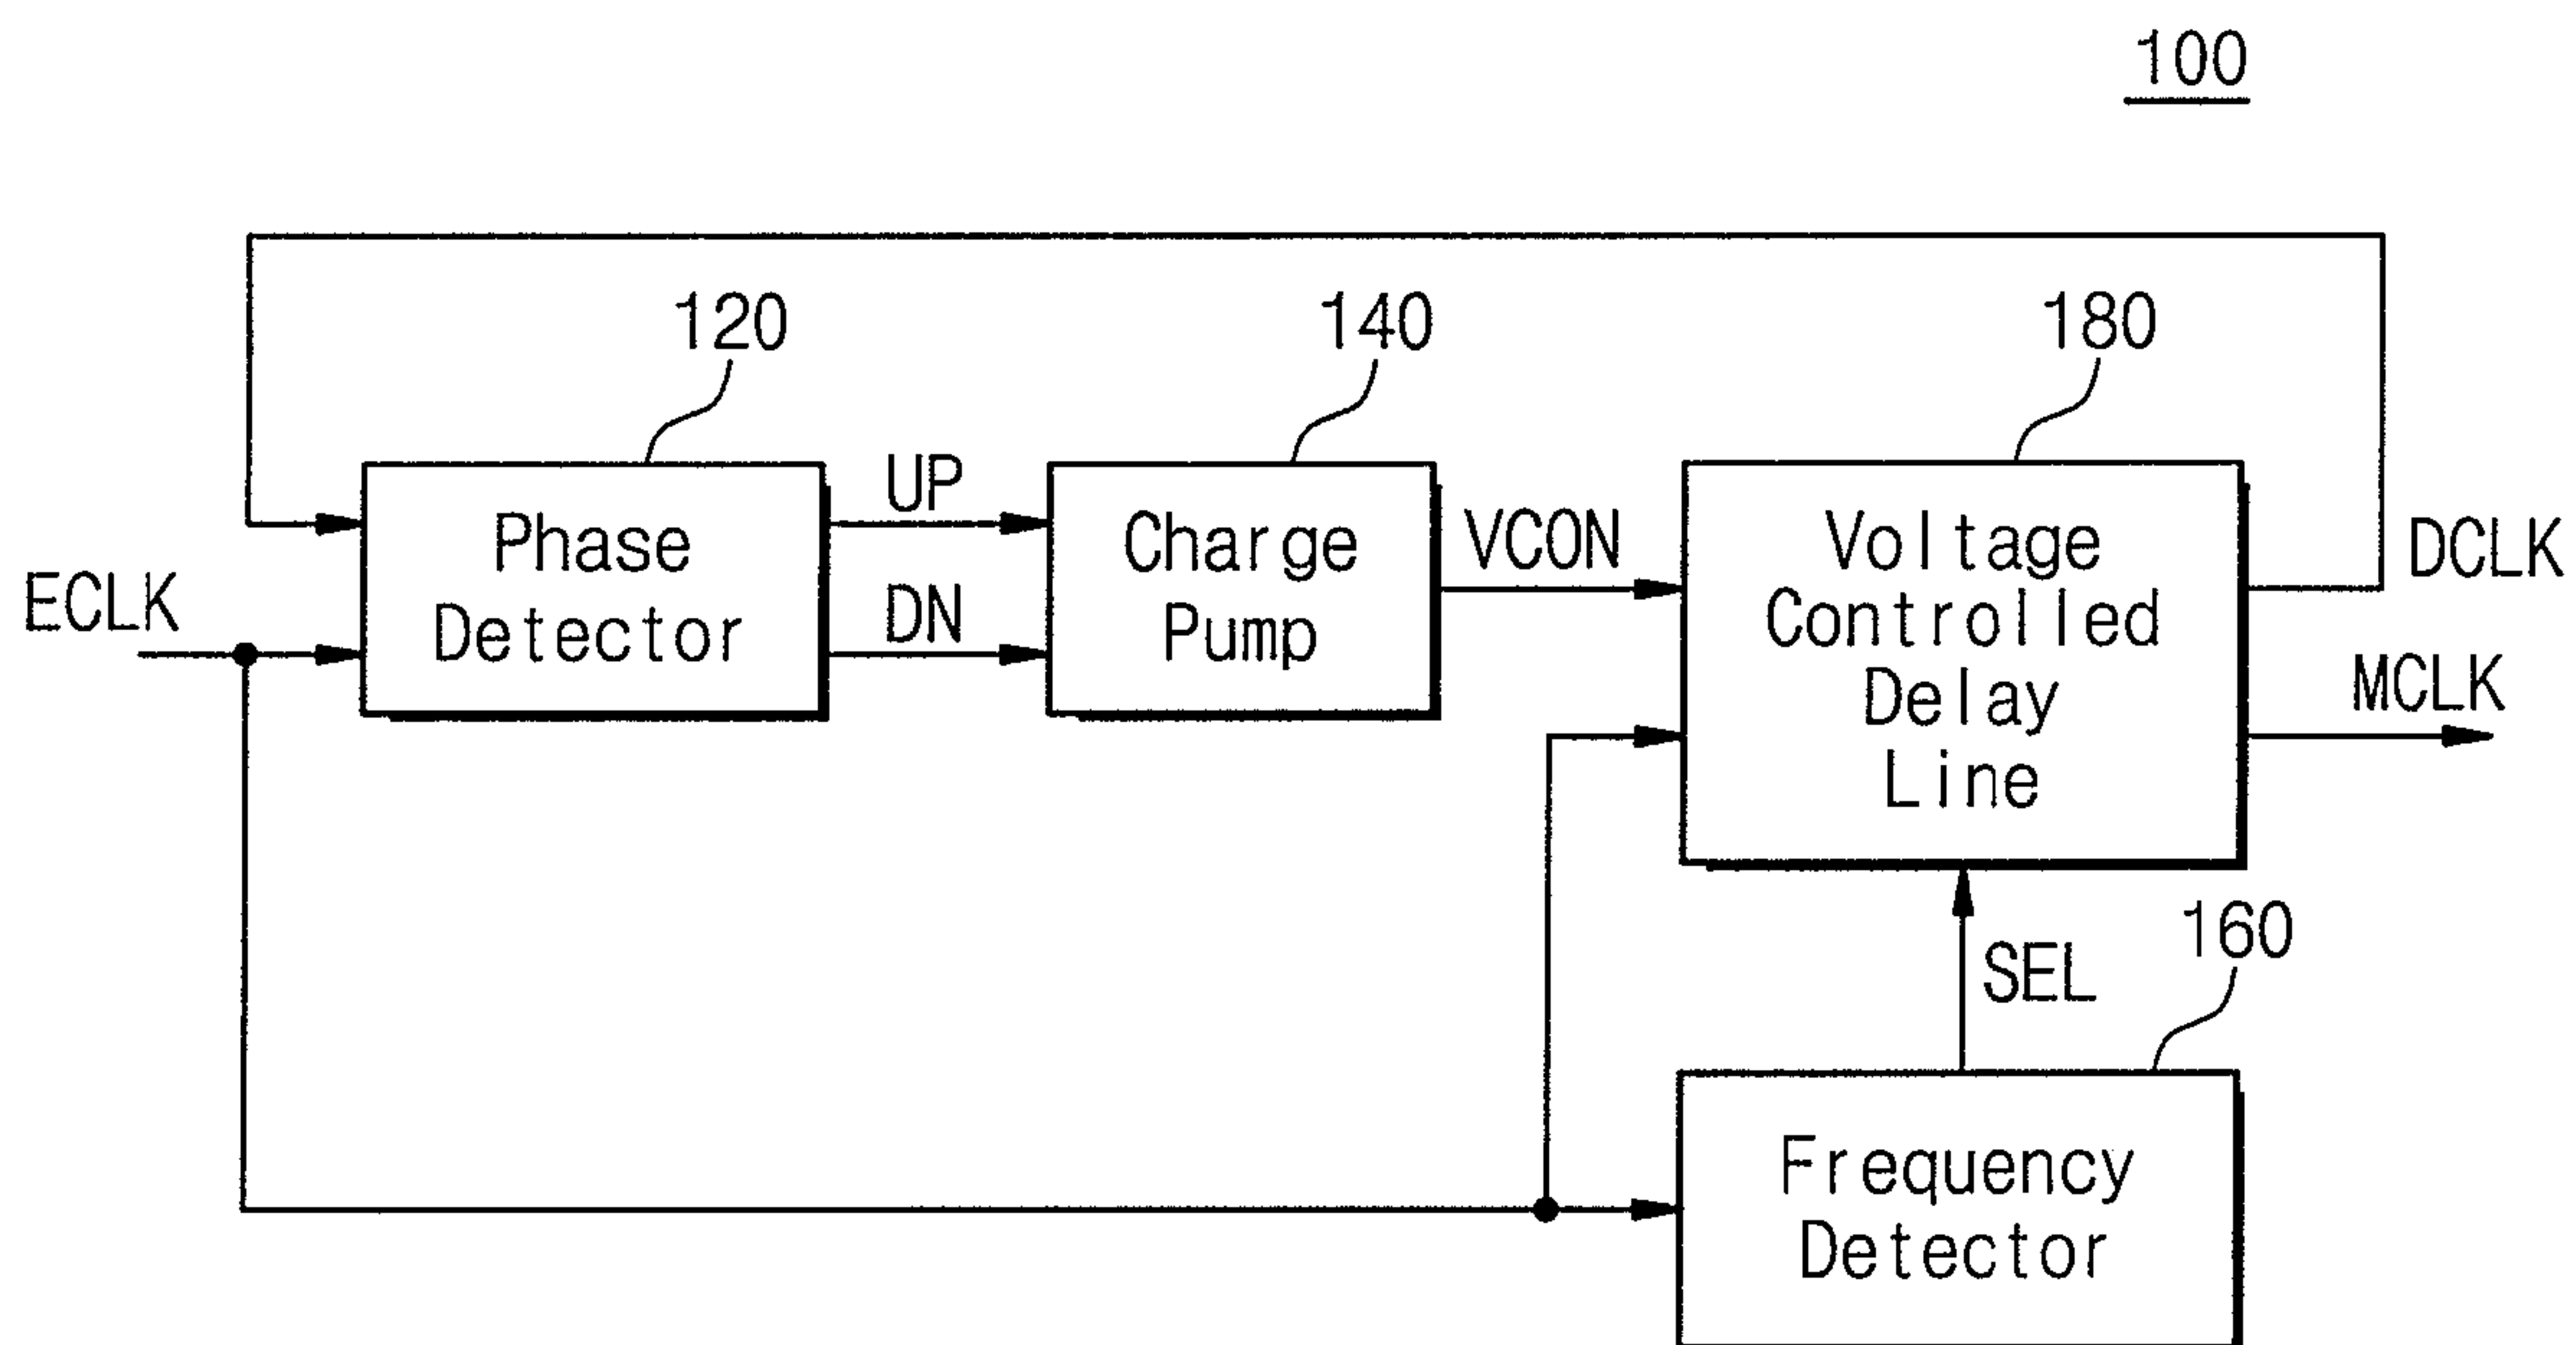 100
120
140
180
UP
Phase
Detector
Charge
Pump
VCON
Voltage
Controlled
Delay
Line
DCLK
ECLK
DN
MCLK
160
SEL
Frequency
Detector